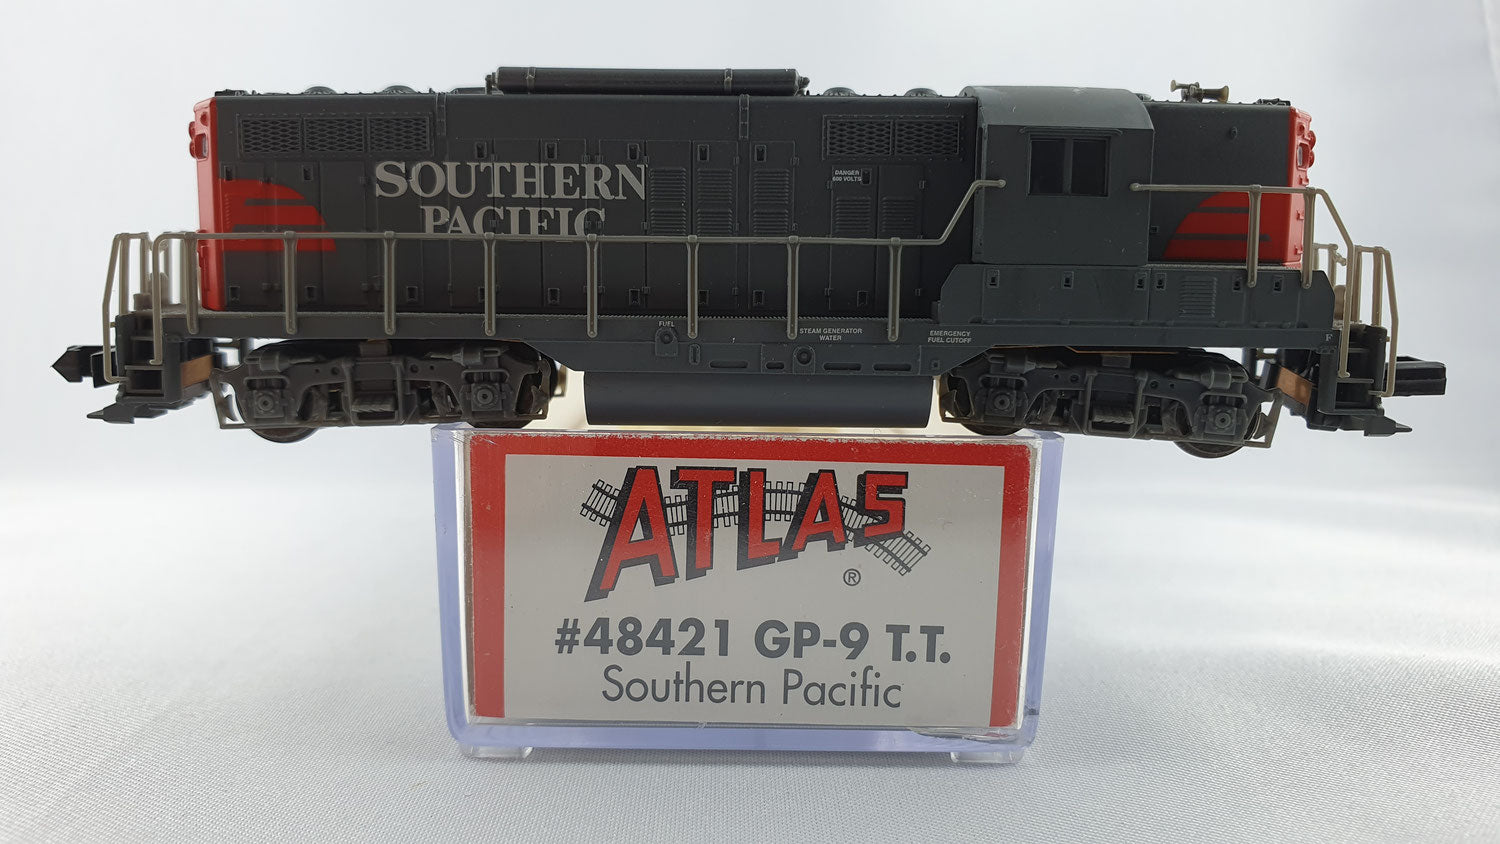 SOUTHERN
PACIFIC
DANGER
600 VOLTS
FUEL
STEAM GENERATOR
WATER
EMERGENCY
FUEL CUTOFF
F
ATLAS
®
#48421 GP-9 T.T.
Southern Pacific